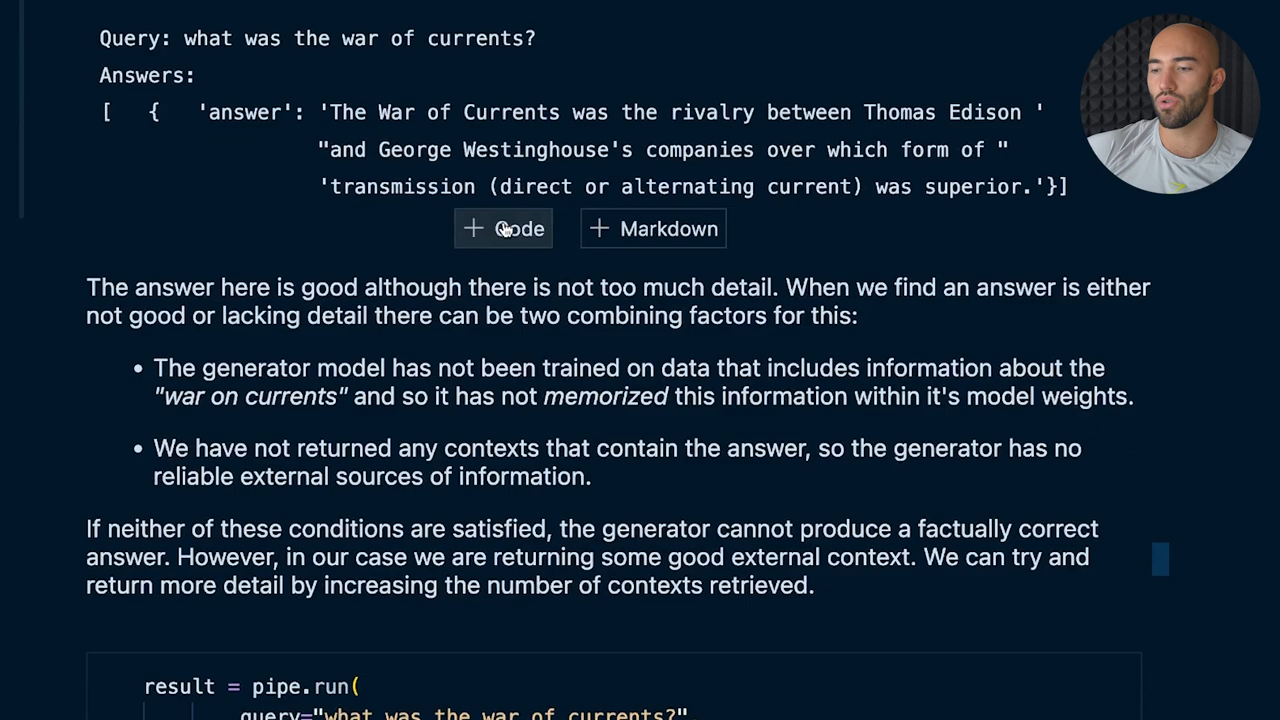 Query: what was the war of currents?
Answers:
[   {   'answer': 'The War of Currents was the rivalry between Thomas Edison '
"and George Westinghouse's companies over which form of "
'transmission (direct or alternating current) was superior.'}]
+ Code + Markdown
The answer here is good although there is not too much detail. When we find an answer is either
not good or lacking detail there can be two combining factors for this:
• The generator model has not been trained on data that includes information about the
"war on currents" and so it has not memorized this information within it's model weights.
• We have not returned any contexts that contain the answer, so the generator has no
reliable external sources of information.
If neither of these conditions are satisfied, the generator cannot produce a factually correct
answer. However, in our case we are returning some good external context. We can try and
return more detail by increasing the number of contexts retrieved.
result = pipe.run(
query="what was the war of currents?"